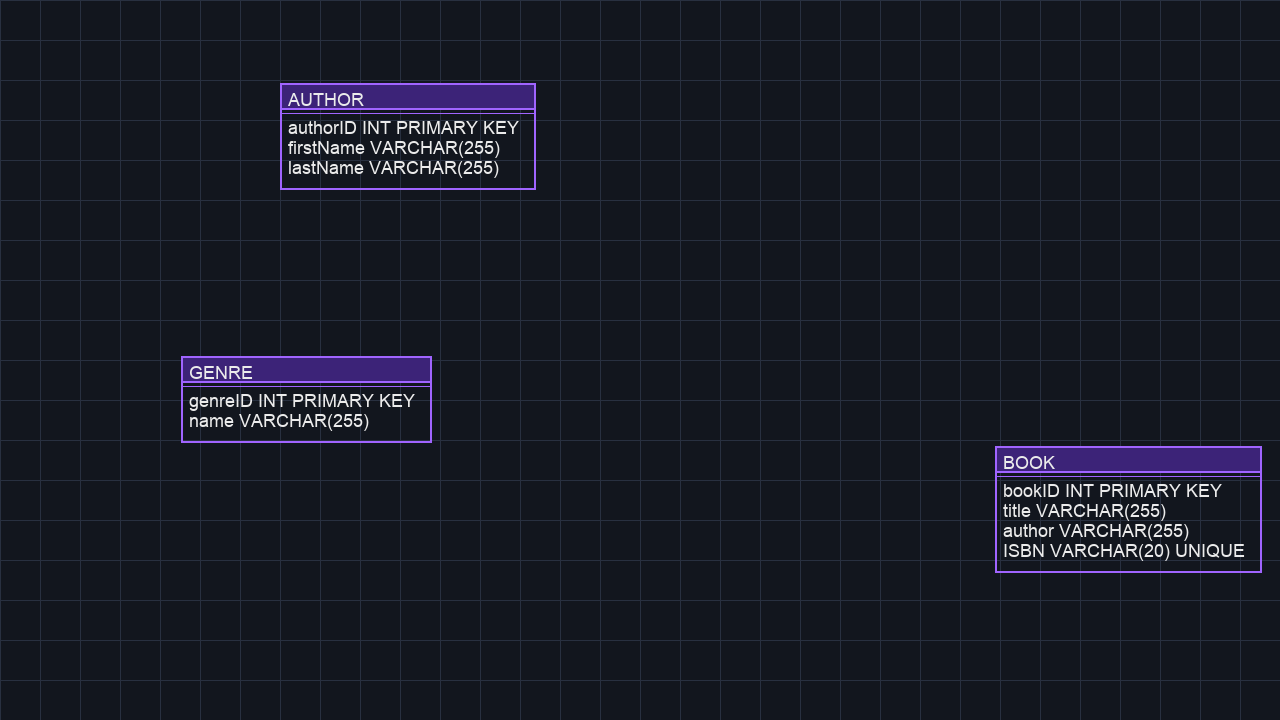 AUTHOR
authorID INT PRIMARY KEY
firstName VARCHAR(255)
lastName VARCHAR(255)
GENRE
genreID INT PRIMARY KEY
name VARCHAR(255)
BOOK
bookID INT PRIMARY KEY
title VARCHAR(255)
author VARCHAR(255)
ISBN VARCHAR(20) UNIQUE